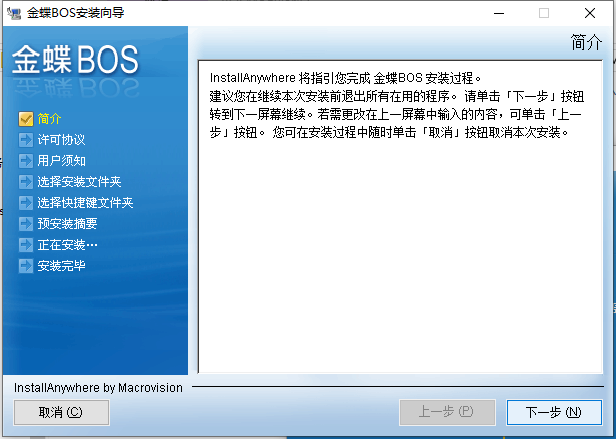 金蝶BOS安装向导
金蝶BOS
简介
许可协议
用户须知
选择安装文件夹
选择快捷键文件夹
预安装摘要
正在安装…
安装完毕
简介
InstallAnywhere 将指引您完成 金蝶BOS 安装过程。
建议您在继续本次安装前退出所有在用的程序。 请单击「下一步」按钮
转到下一屏幕继续。若需更改在上一屏幕中输入的内容，可单击「上一
步」按钮。 您可在安装过程中随时单击「取消」按钮取消本次安装。
InstallAnywhere by Macrovision
取消 (C)
上一步 (P)
下一步 (N)